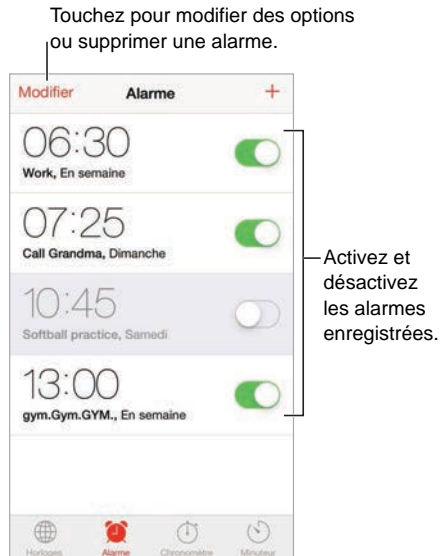 Touchez pour modifier des options
ou supprimer une alarme.
Modifier Alarme +
06:30
Work, En semaine
07:25
Call Grandma, Dimanche
10:45
Softball practice, Samedi
13:00
gym.Gym.GYM., En semaine
Activez et
désactivez
les alarmes
enregistrées.
Horloges Alarme Chronomètre Minuteur